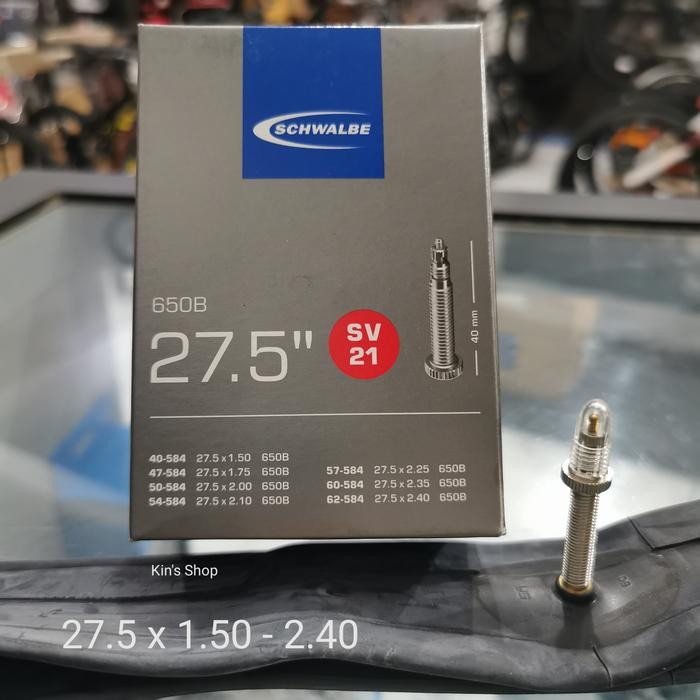 SCHWALBE
650B
27.5"
SV
21
40 mm
40-584 27.5 x 1.50 650B
47-584 27.5 x 1.75 650B
50-584 27.5 x 2.00 650B
54-584 27.5 x 2.10 650B
57-584 27.5 x 2.25 650B
60-584 27.5 x 2.35 650B
62-584 27.5 x 2.40 650B
Kin's Shop
27.5 x 1.50 - 2.40